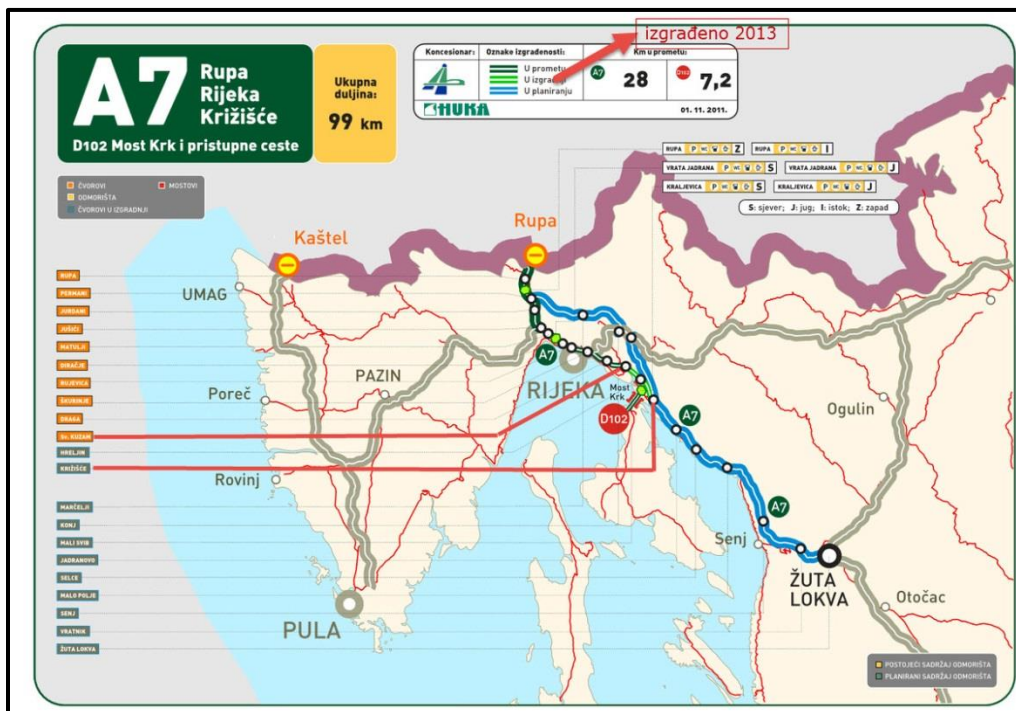 izgrađeno 2013
A7
Rupa
Rijeka
Križišće
D102 Most Krk i pristupne ceste
Ukupna
duljina:
99 km
Koncesionar:
Oznake izgrađenosti:
Km u prometu:
U prometu
U izgradnji
U planiranju
A7
28
D102
7,2
HUKA
01. 11. 2011.
ČVOROVI
MOSTOVI
ODMORIŠTA
ČVOROVI U IZGRADNJI
RUPA
Z
RUPA
I
VRATA JADRANA
S
VRATA JADRANA
J
KRALJEVICA
S
KRALJEVICA
J
S: sjever; J: jug; I: istok; Z: zapad
Kaštel
Rupa
RUPA
PERMANI
JURDANI
JUŠIĆI
MATULJI
DIRAČJE
RUJEVICA
ŠKURINJE
DRAGA
Sv. KUZAM
HRELJIN
KRIŽIŠĆE
MARČELJI
KONJ
MALI SVIB
JADRANOVO
SELCE
MALO POLJE
SENJ
VRATNIK
ŽUTA LOKVA
UMAG
Poreč
PAZIN
Rovinj
PULA
A7
RIJEKA
Most
Krk
D102
A7
Ogulin
A7
Senj
ŽUTA
LOKVA
Otočac
POSTOJEĆI SADRŽAJ ODMORIŠTA
PLANIRANI SADRŽAJ ODMORIŠTA